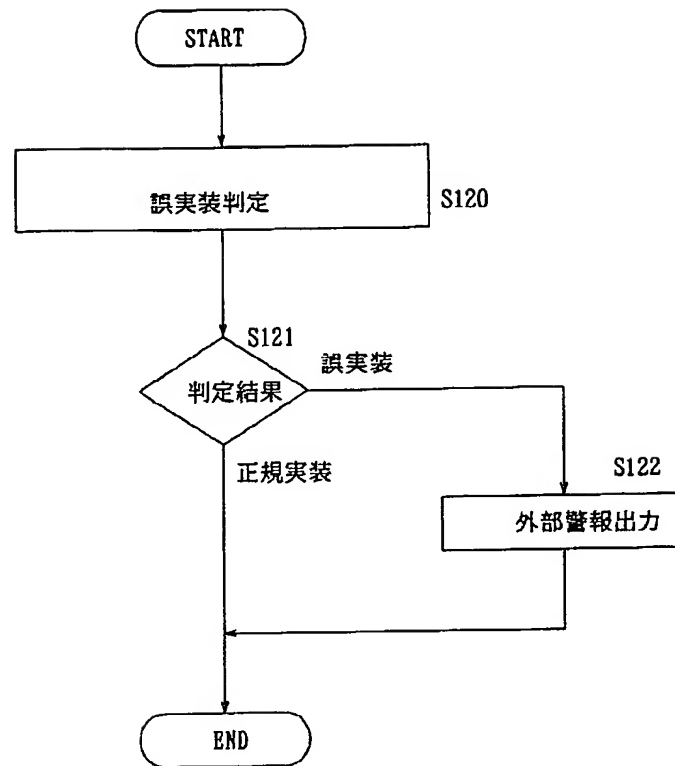 START
誤実装判定
S120
S121
判定結果
誤実装
正規実装
S122
外部警報出力
END